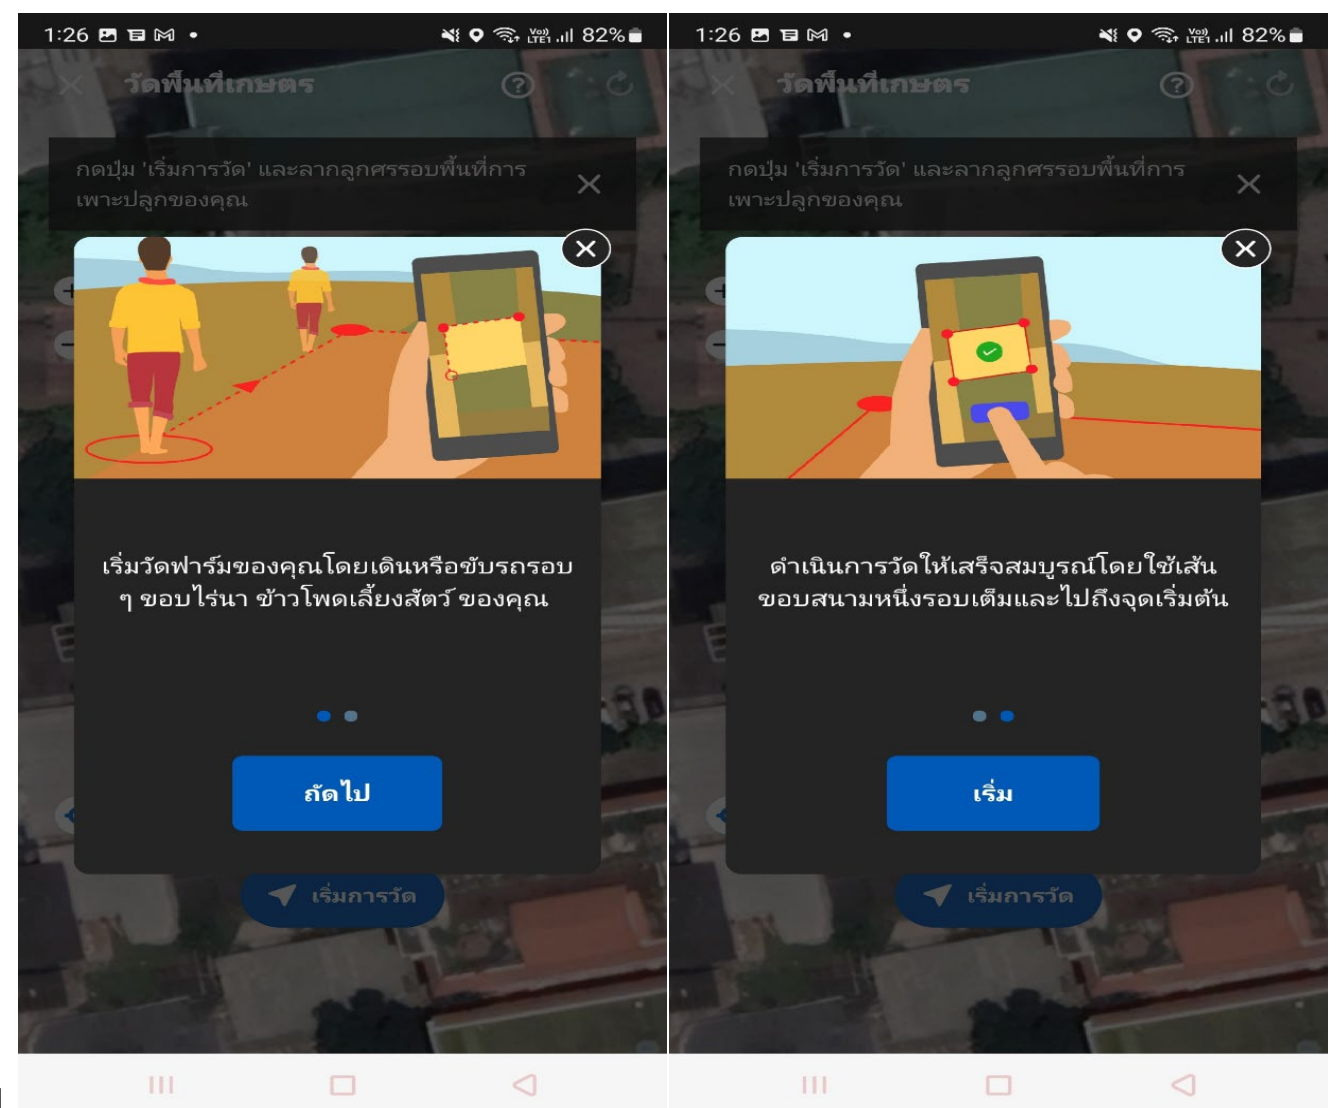 1:26
82%
วัดพื้นที่เกษตร
กดปุ่ม 'เริ่มการวัด' และลากลูกศรรอบพื้นที่การ
เพาะปลูกของคุณ
เริ่มวัดฟาร์มของคุณโดยเดินหรือขับรถรอบ
ๆ ขอบไร่นา ข้าวโพดเลี้ยงสัตว์ ของคุณ
ถัดไป
เริ่มการวัด
1:26
82%
วัดพื้นที่เกษตร
กดปุ่ม 'เริ่มการวัด' และลากลูกศรรอบพื้นที่การ
เพาะปลูกของคุณ
ดำเนินการวัดให้เสร็จสมบูรณ์โดยใช้เส้น
ขอบสนามหนึ่งรอบเต็มและไปถึงจุดเริ่มต้น
เริ่ม
เริ่มการวัด